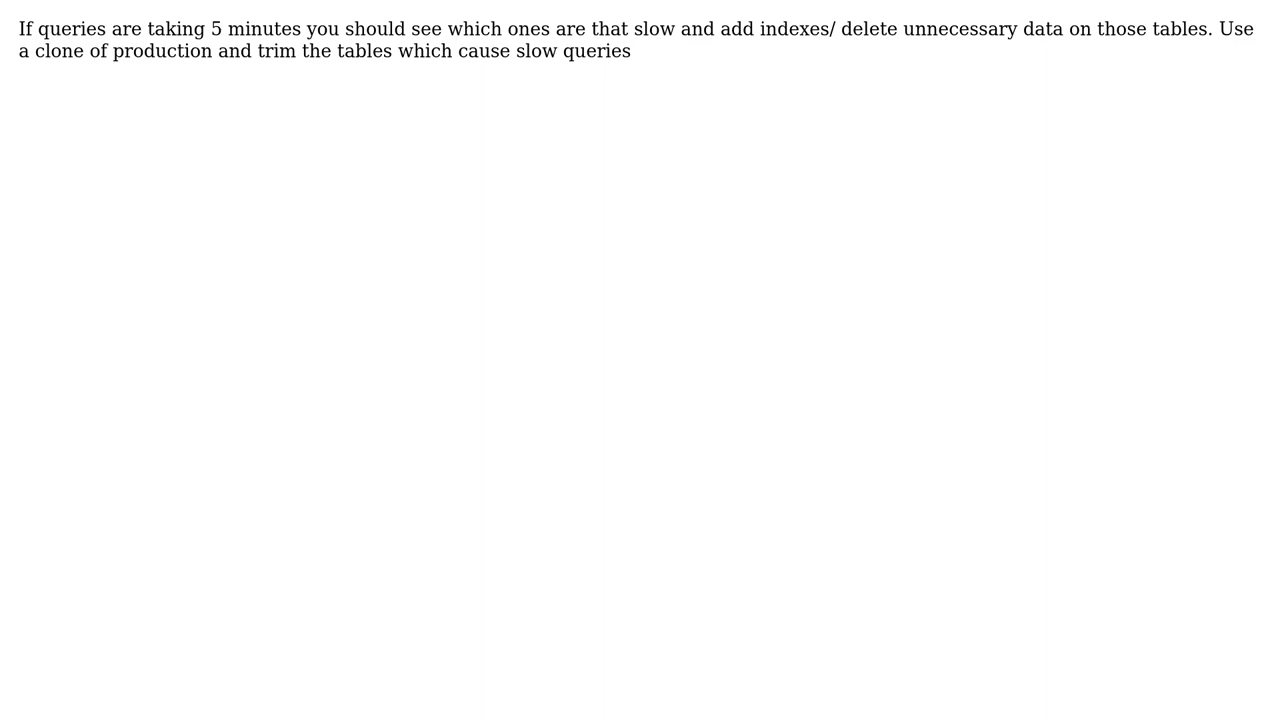 If queries are taking 5 minutes you should see which ones are that slow and add indexes/ delete unnecessary data on those tables. Use
a clone of production and trim the tables which cause slow queries